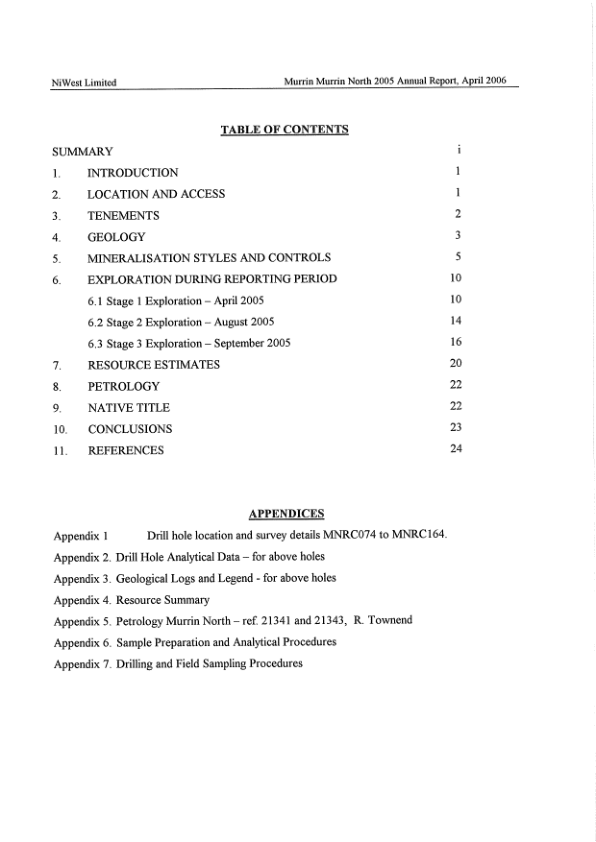 NiWest Limited Murrin Murrin North 2005 Annual Report, April 2006
TABLE OF CONTENTS
SUMMARY i
1. INTRODUCTION 1
2. LOCATION AND ACCESS 1
3. TENEMENTS 2
4. GEOLOGY 3
5. MINERALISATION STYLES AND CONTROLS 5
6. EXPLORATION DURING REPORTING PERIOD 10
6.1 Stage 1 Exploration – April 2005 10
6.2 Stage 2 Exploration – August 2005 14
6.3 Stage 3 Exploration – September 2005 16
7. RESOURCE ESTIMATES 20
8. PETROLOGY 22
9. NATIVE TITLE 22
10. CONCLUSIONS 23
11. REFERENCES 24
APPENDICES
Appendix 1 Drill hole location and survey details MNRC074 to MNRC164.
Appendix 2. Drill Hole Analytical Data – for above holes
Appendix 3. Geological Logs and Legend - for above holes
Appendix 4. Resource Summary
Appendix 5. Petrology Murrin North – ref. 21341 and 21343, R. Townend
Appendix 6. Sample Preparation and Analytical Procedures
Appendix 7. Drilling and Field Sampling Procedures